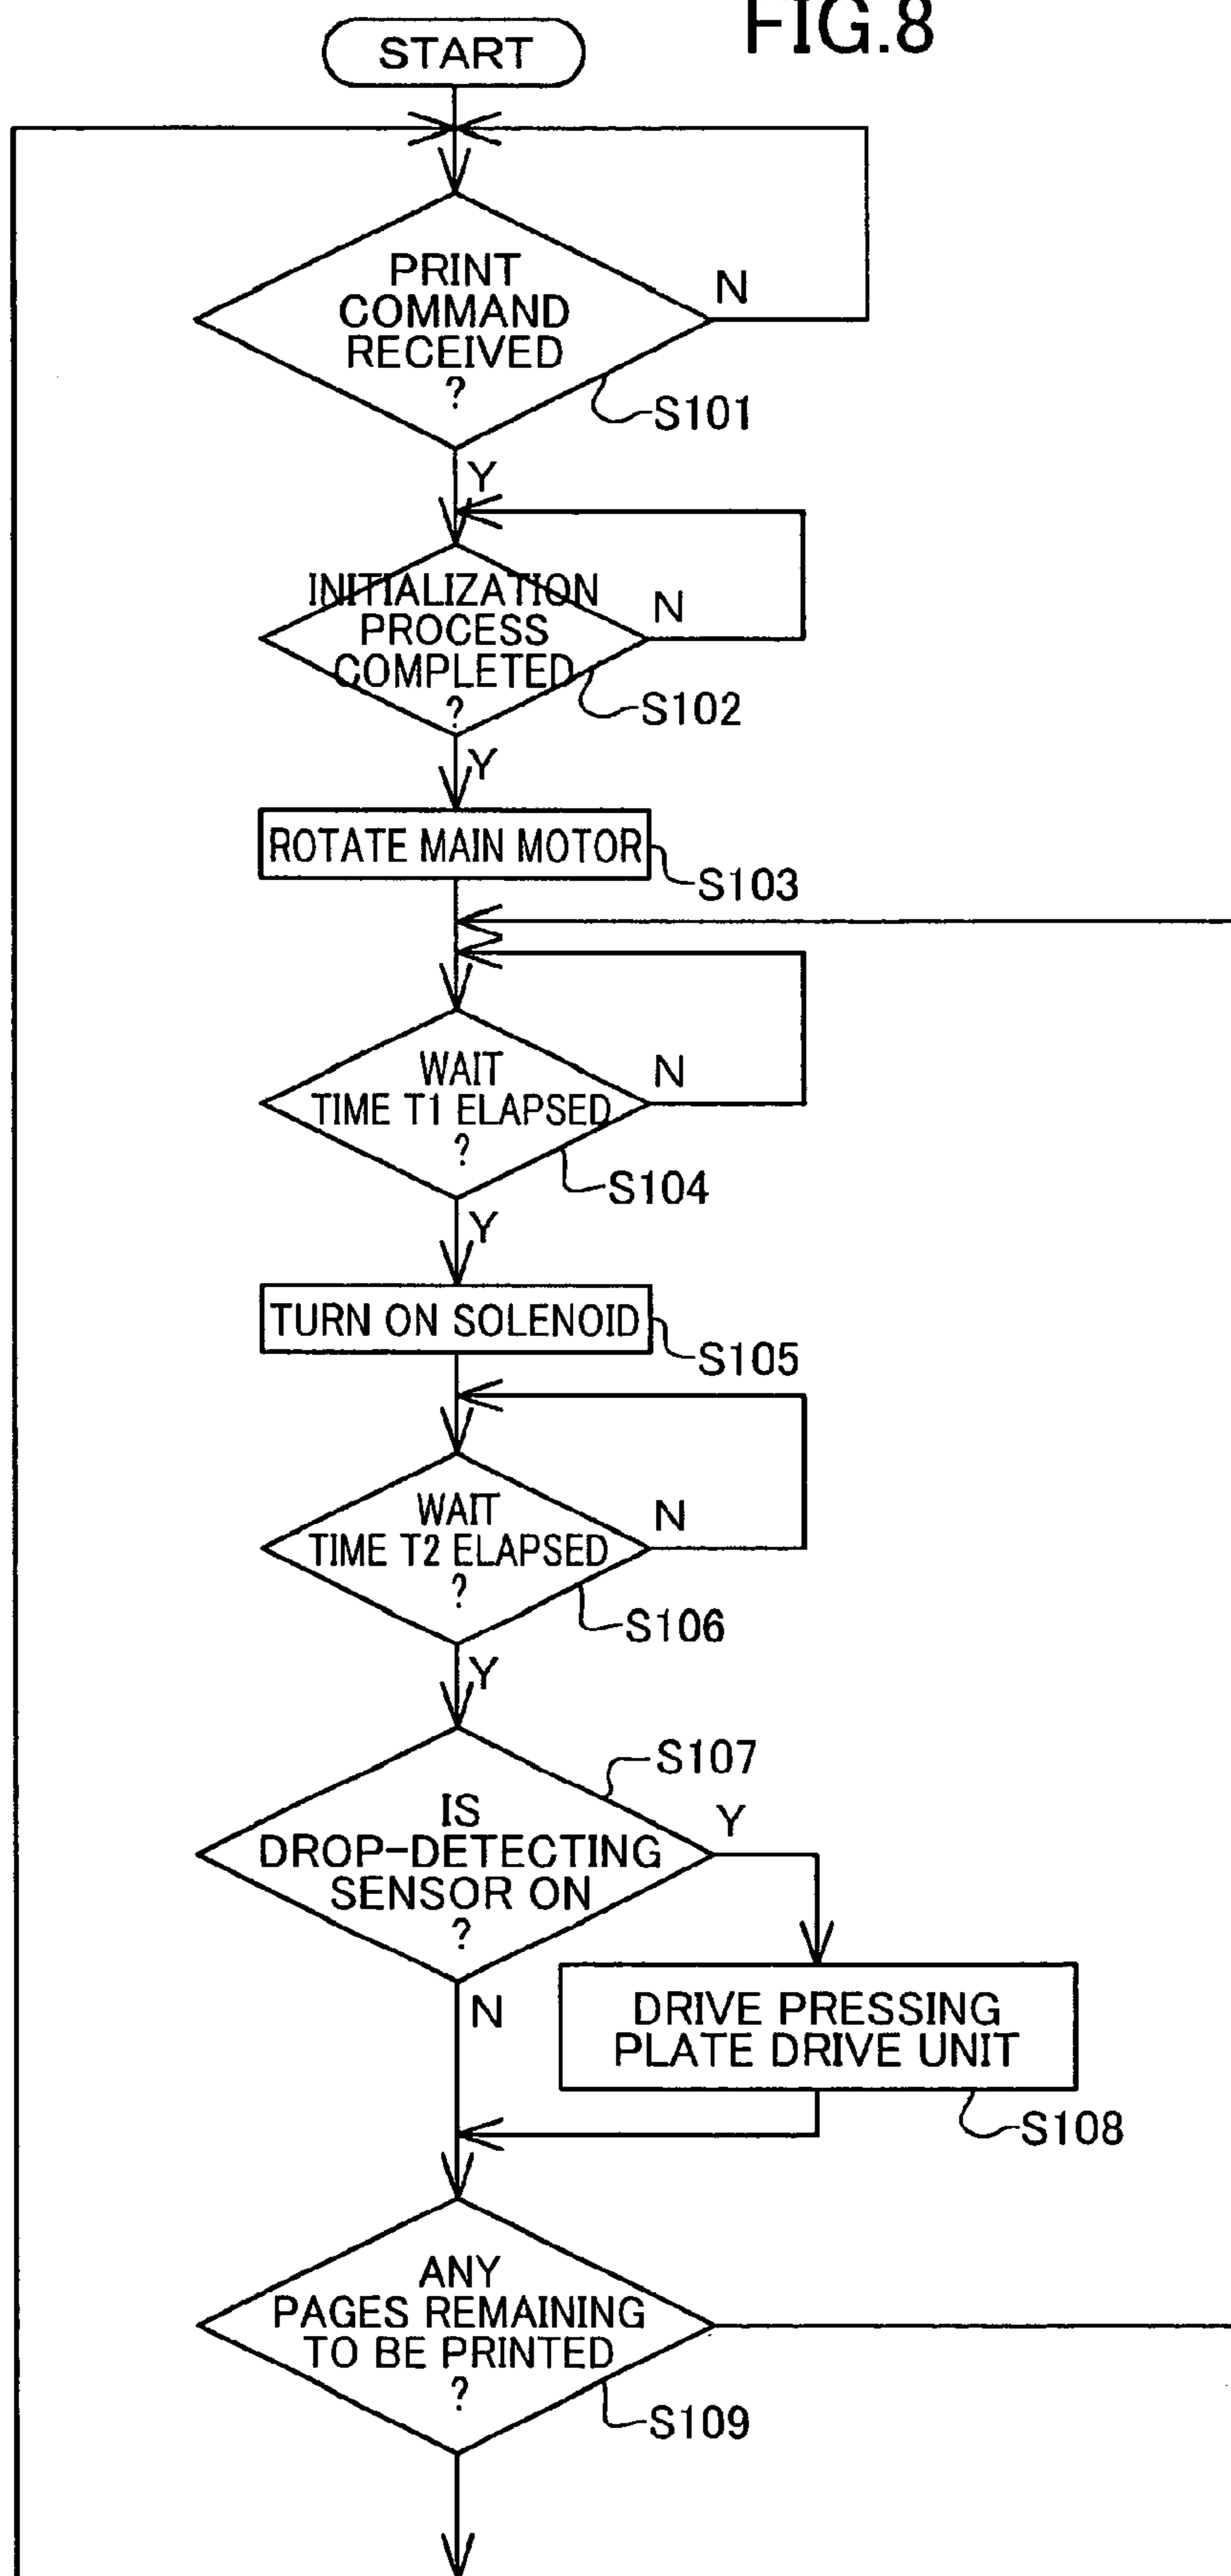 FIG.8
START
PRINT
COMMAND
RECEIVED
?
N
S101
Y
INITIALIZATION
PROCESS
COMPLETED
?
N
S102
Y
ROTATE MAIN MOTOR
S103
WAIT
TIME T1 ELAPSED
?
N
S104
Y
TURN ON SOLENOID
S105
WAIT
TIME T2 ELAPSED
?
N
S106
Y
S107
IS
DROP-DETECTING
SENSOR ON
?
Y
N
DRIVE PRESSING
PLATE DRIVE UNIT
S108
ANY
PAGES REMAINING
TO BE PRINTED
?
S109